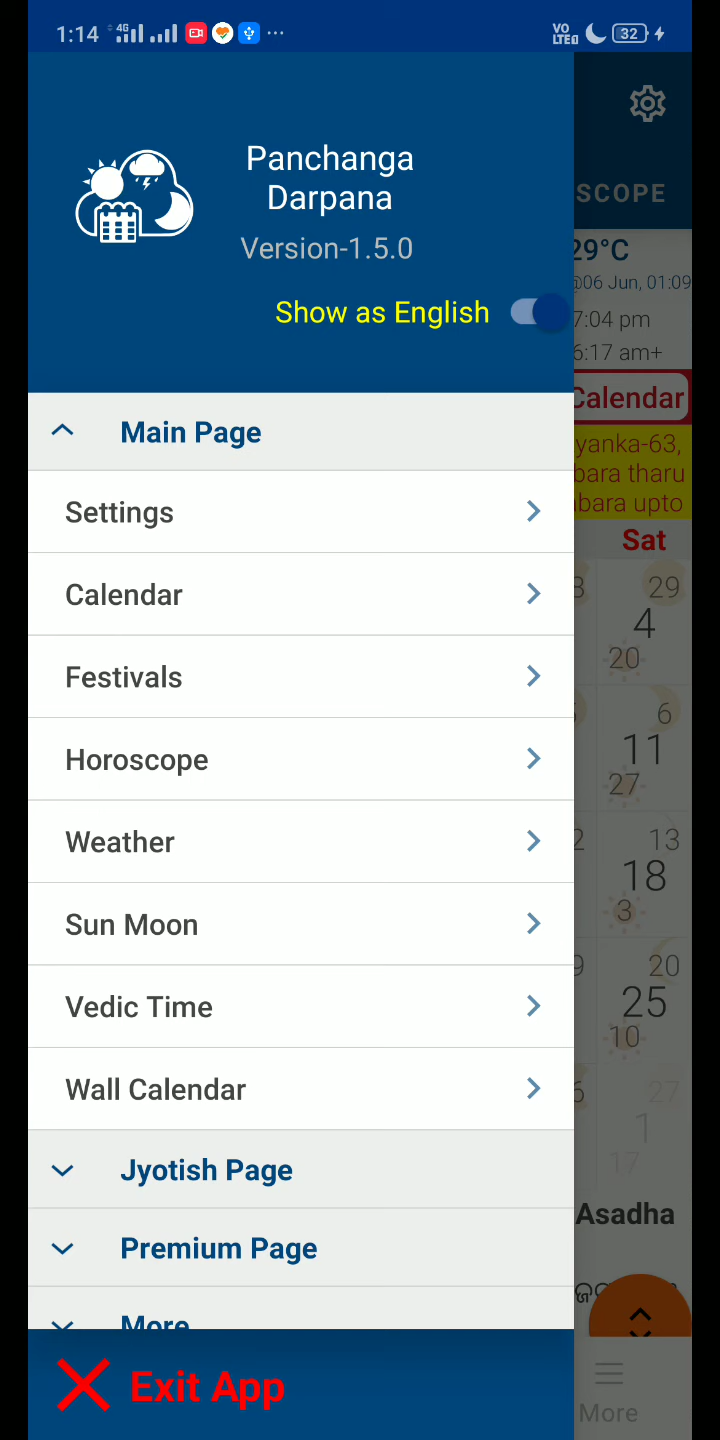 1:14 4G VO LTE 32
Panchanga
Darpana
Version-1.5.0
Show as English
Main Page
Settings
Calendar
Festivals
Horoscope
Weather
Sun Moon
Vedic Time
Wall Calendar
Jyotish Page
Premium Page
More
Exit App
SCOPE
29°C
06 Jun, 01:09
7:04 pm
6:17 am+
Calendar
yanka-63,
bara tharu
bara upto
Sat
29
4
20
6
11
27
13
18
3
20
25
10
27
1
17
Asadha
More